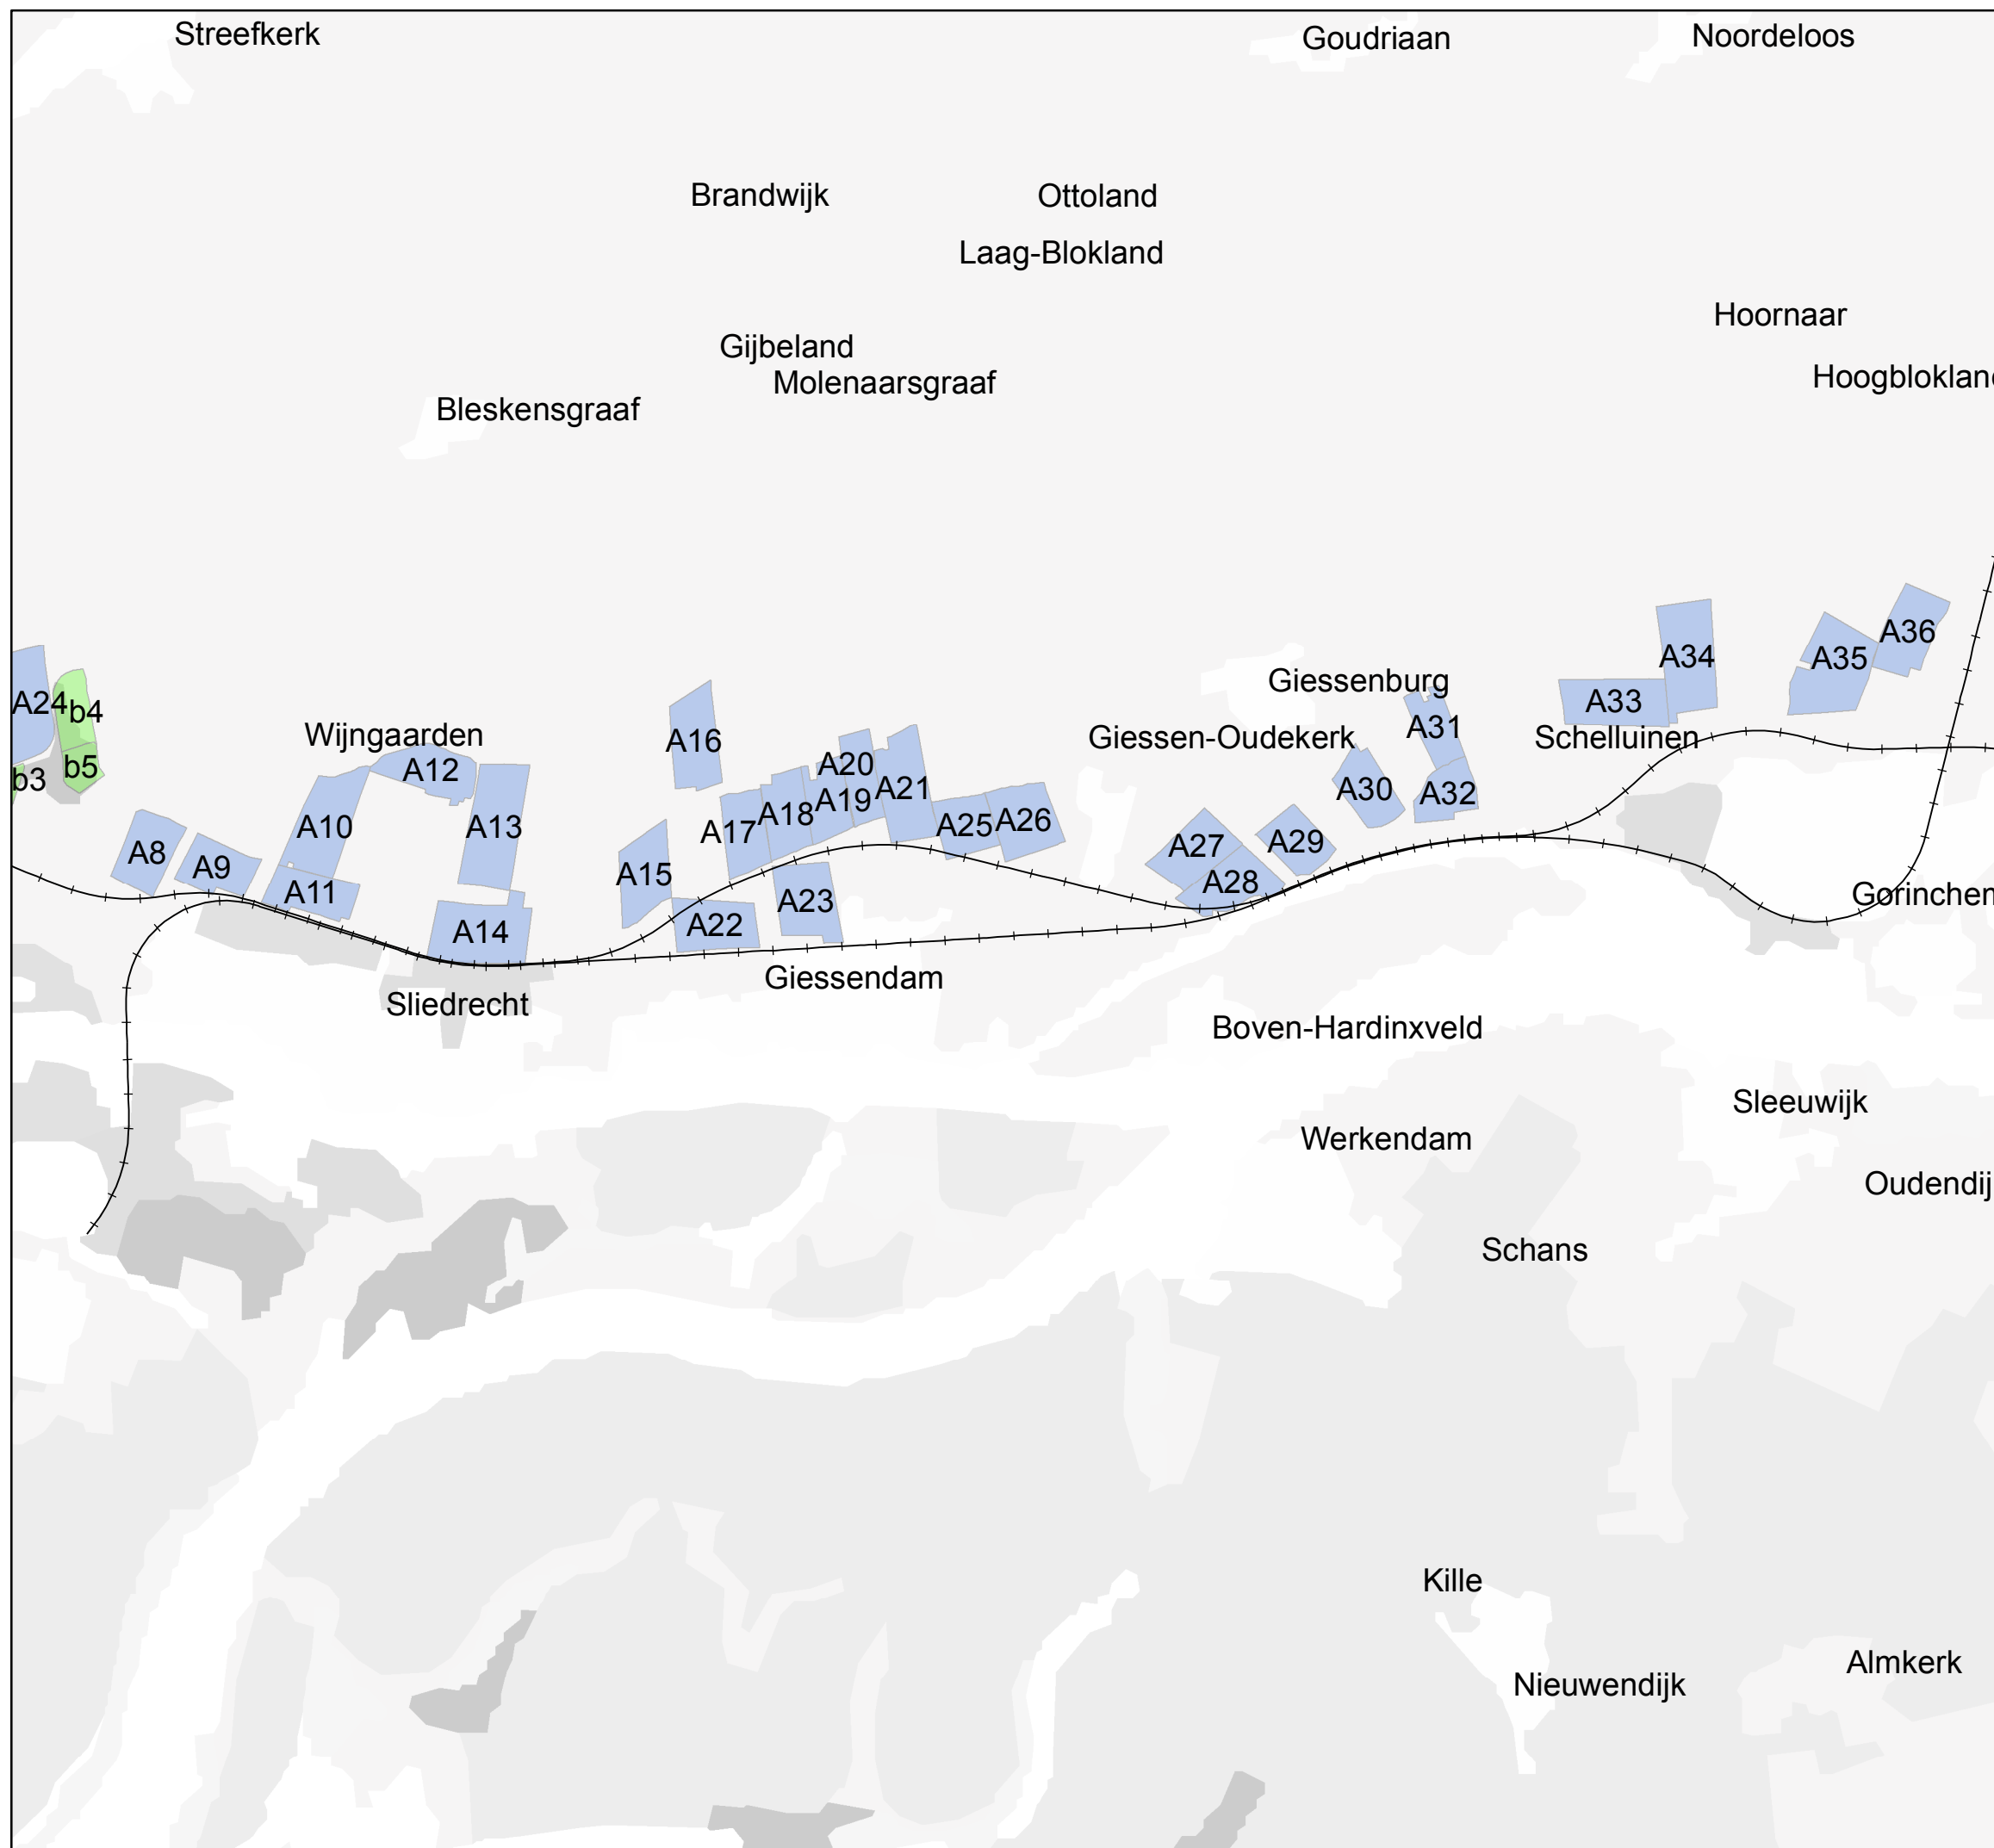 Streefkerk
Goudriaan
Noordeloos
Brandwijk
Ottoland
Laag-Blokland
Hoornaar
Gijbeland
Molenaarsgraaf
Hoogblokland
Bleskensgraaf
A36
A34
A35
Giessenburg
A33
A24
b4
A31
Schelluinen
Wijngaarden
Giessen-Oudekerk
A16
b5
A12
A20
b3
A30
A21
A32
A19
A18
A10
A13
A17
A26
A25
A29
A27
A8
A9
A15
A28
A11
A23
Gorinchen
A22
A14
Giessendam
Sliedrecht
Boven-Hardinxveld
Sleeuwijk
Werkendam
Oudendij
Schans
Kille
Almkerk
Nieuwendijk